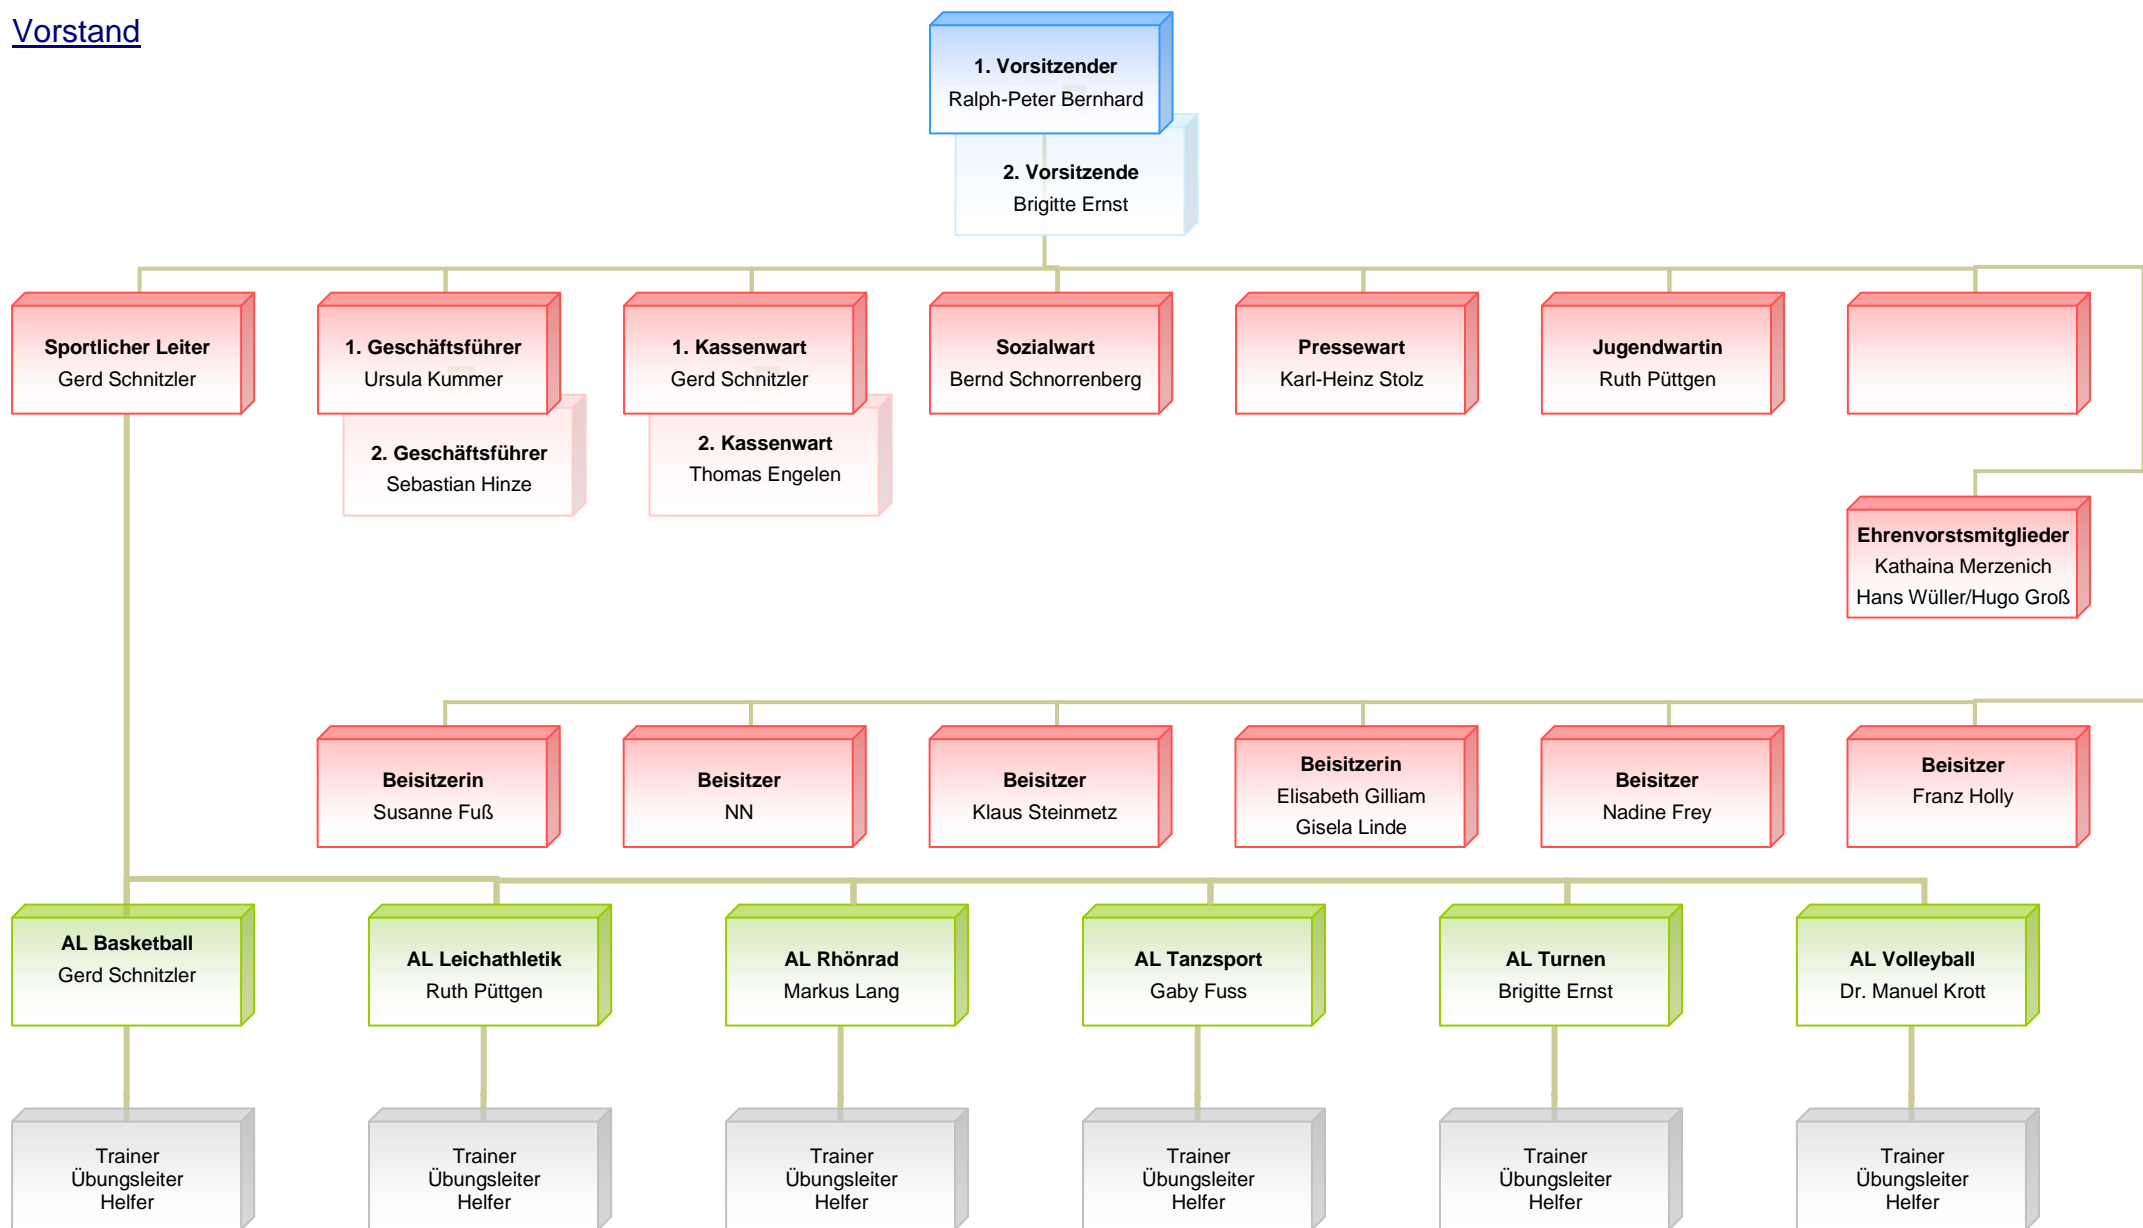 Vorstand
1. Vorsitzender
Ralph-Peter Bernhard
2. Vorsitzende
Brigitte Ernst
Sportlicher Leiter
Gerd Schnitzler
1. Geschäftsführer
Ursula Kummer
2. Geschäftsführer
Sebastian Hinze
1. Kassenwart
Gerd Schnitzler
2. Kassenwart
Thomas Engelen
Sozialwart
Bernd Schnorrenberg
Pressewart
Karl-Heinz Stolz
Jugendwartin
Ruth Püttgen
Ehrenvorstsmitglieder
Kathaina Merzenich
Hans Wüller/Hugo Groß
Beisitzerin
Susanne Fuß
Beisitzer
NN
Beisitzer
Klaus Steinmetz
Beisitzerin
Elisabeth Gilliam
Gisela Linde
Beisitzer
Nadine Frey
Beisitzer
Franz Holly
AL Basketball
Gerd Schnitzler
AL Leichathletik
Ruth Püttgen
AL Rhönrad
Markus Lang
AL Tanzsport
Gaby Fuss
AL Turnen
Brigitte Ernst
AL Volleyball
Dr. Manuel Krott
Trainer
Übungsleiter
Helfer
Trainer
Übungsleiter
Helfer
Trainer
Übungsleiter
Helfer
Trainer
Übungsleiter
Helfer
Trainer
Übungsleiter
Helfer
Trainer
Übungsleiter
Helfer